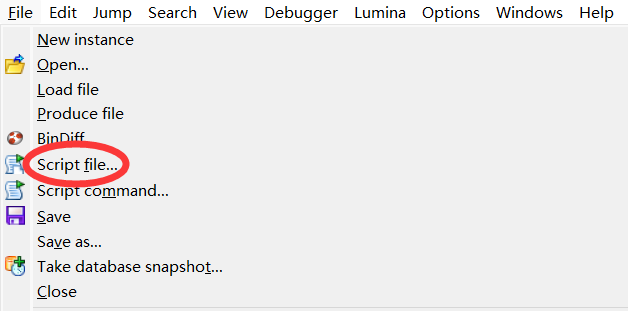 File Edit Jump Search View Debugger Lumina Options Windows Help
New instance
Open...
Load file
Produce file
BinDiff
Script file...
Script command...
Save
Save as...
Take database snapshot...
Close